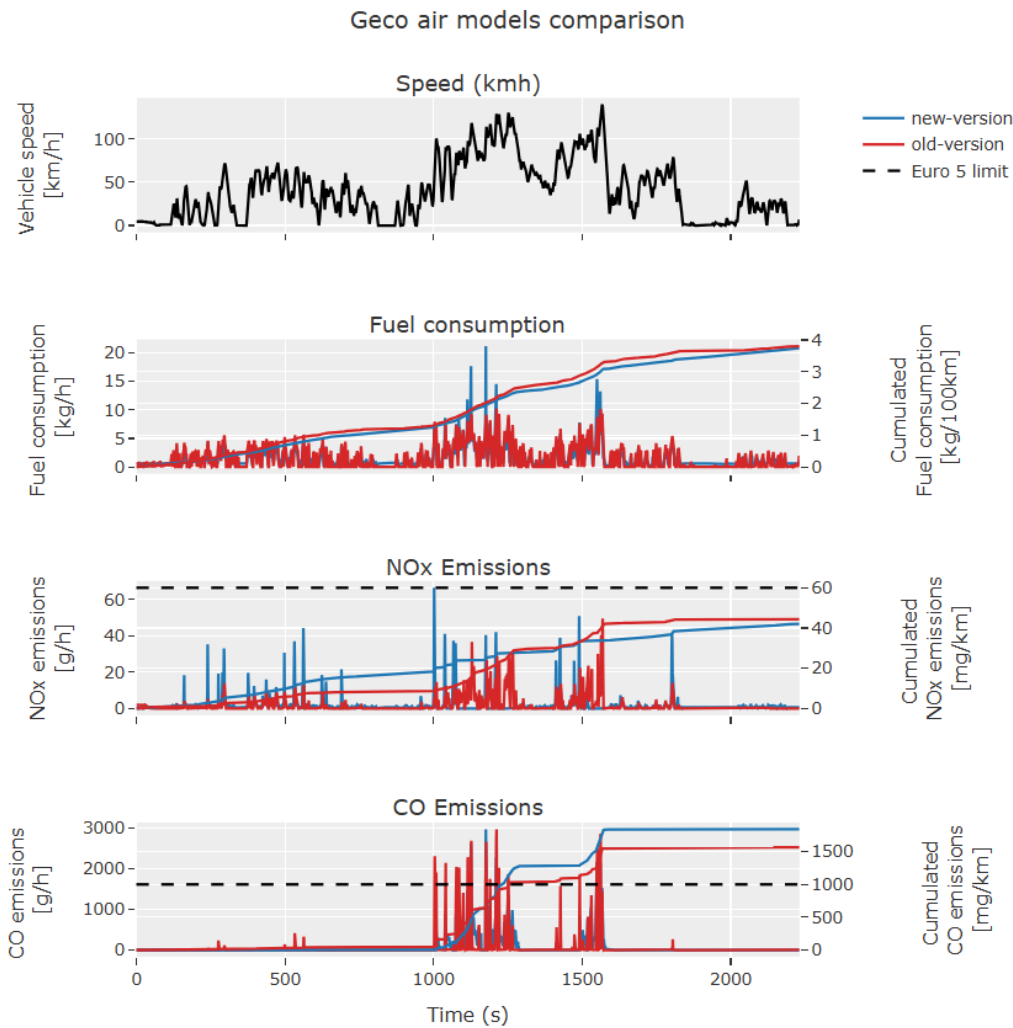 Geco air models comparison
Speed (kmh)
Vehicle speed
[km/h]
100
50
0
new-version
old-version
Euro 5 limit
Fuel consumption
Fuel consumption
[kg/h]
20
15
10
5
0
4
3
2
1
0
Cumulated
Fuel consumption
[kg/100km]
NOx Emissions
NOx emissions
[g/h]
60
40
20
0
60
40
20
0
Cumulated
NOx emissions
[mg/km]
CO Emissions
CO emissions
[g/h]
3000
2000
1000
0
1500
1000
500
0
Cumulated
CO emissions
[mg/km]
0
500
1000
1500
2000
Time (s)